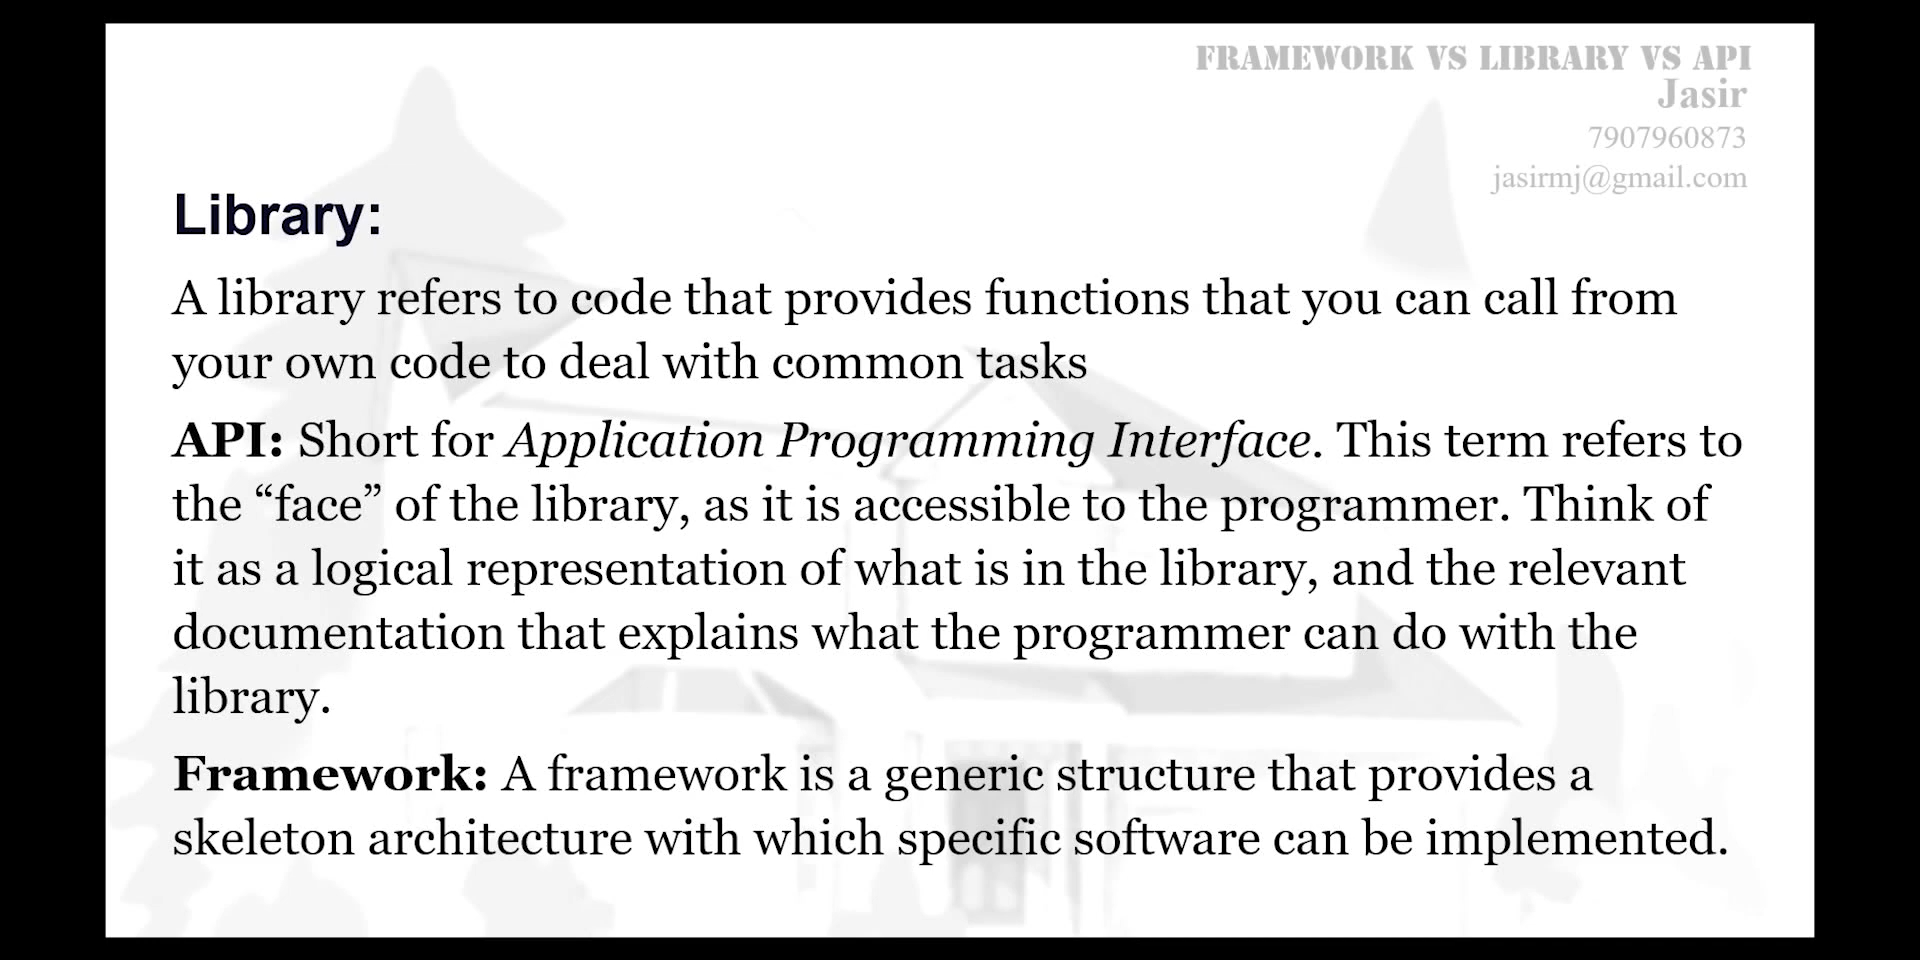 FRAMEWORK VS LIBRARY VS API
Jasir
7907960873
jasirmj@gmail.com
Library:
A library refers to code that provides functions that you can call from
your own code to deal with common tasks
API: Short for Application Programming Interface. This term refers to
the “face” of the library, as it is accessible to the programmer. Think of
it as a logical representation of what is in the library, and the relevant
documentation that explains what the programmer can do with the
library.
Framework: A framework is a generic structure that provides a
skeleton architecture with which specific software can be implemented.